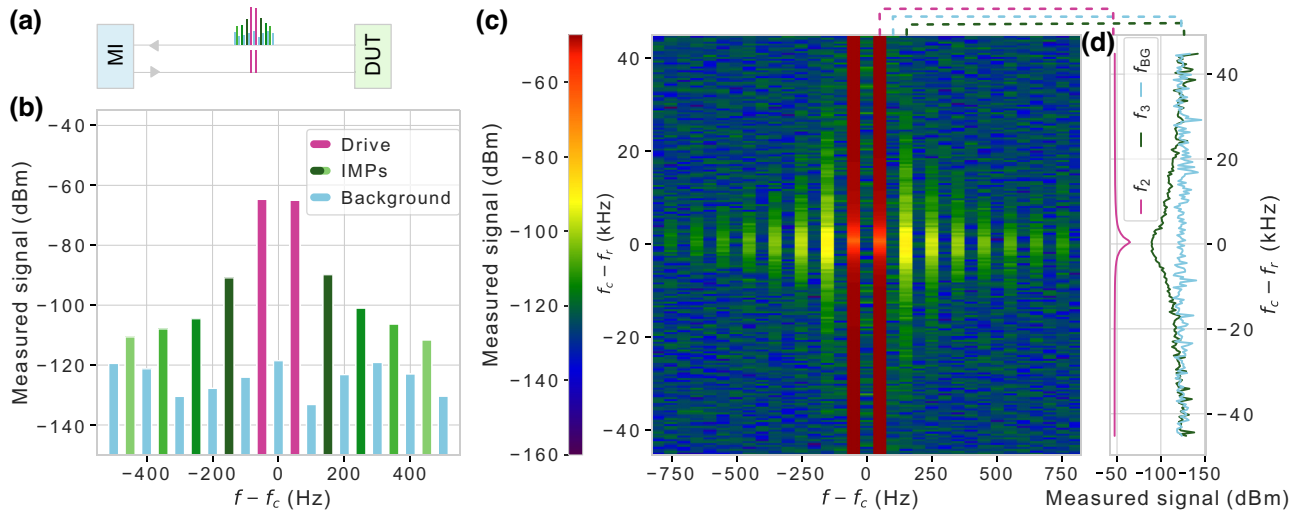 (a)
MI
DUT
(b)
Measured signal (dBm)
−40
−60
−80
−100
−120
−140
Drive
IMPs
Background
−400
−200
0
200
400
f − f_c (Hz)
(c)
Measured signal (dBm)
−60
−80
−100
−120
−140
−160
f_c − f_r (kHz)
40
20
0
−20
−40
−750
−500
−250
0
250
500
750
f − f_c (Hz)
(d)
f_2
f_3
f_BG
−50
−100
−150
Measured signal (dBm)
40
20
0
−20
−40
f_c − f_r (kHz)